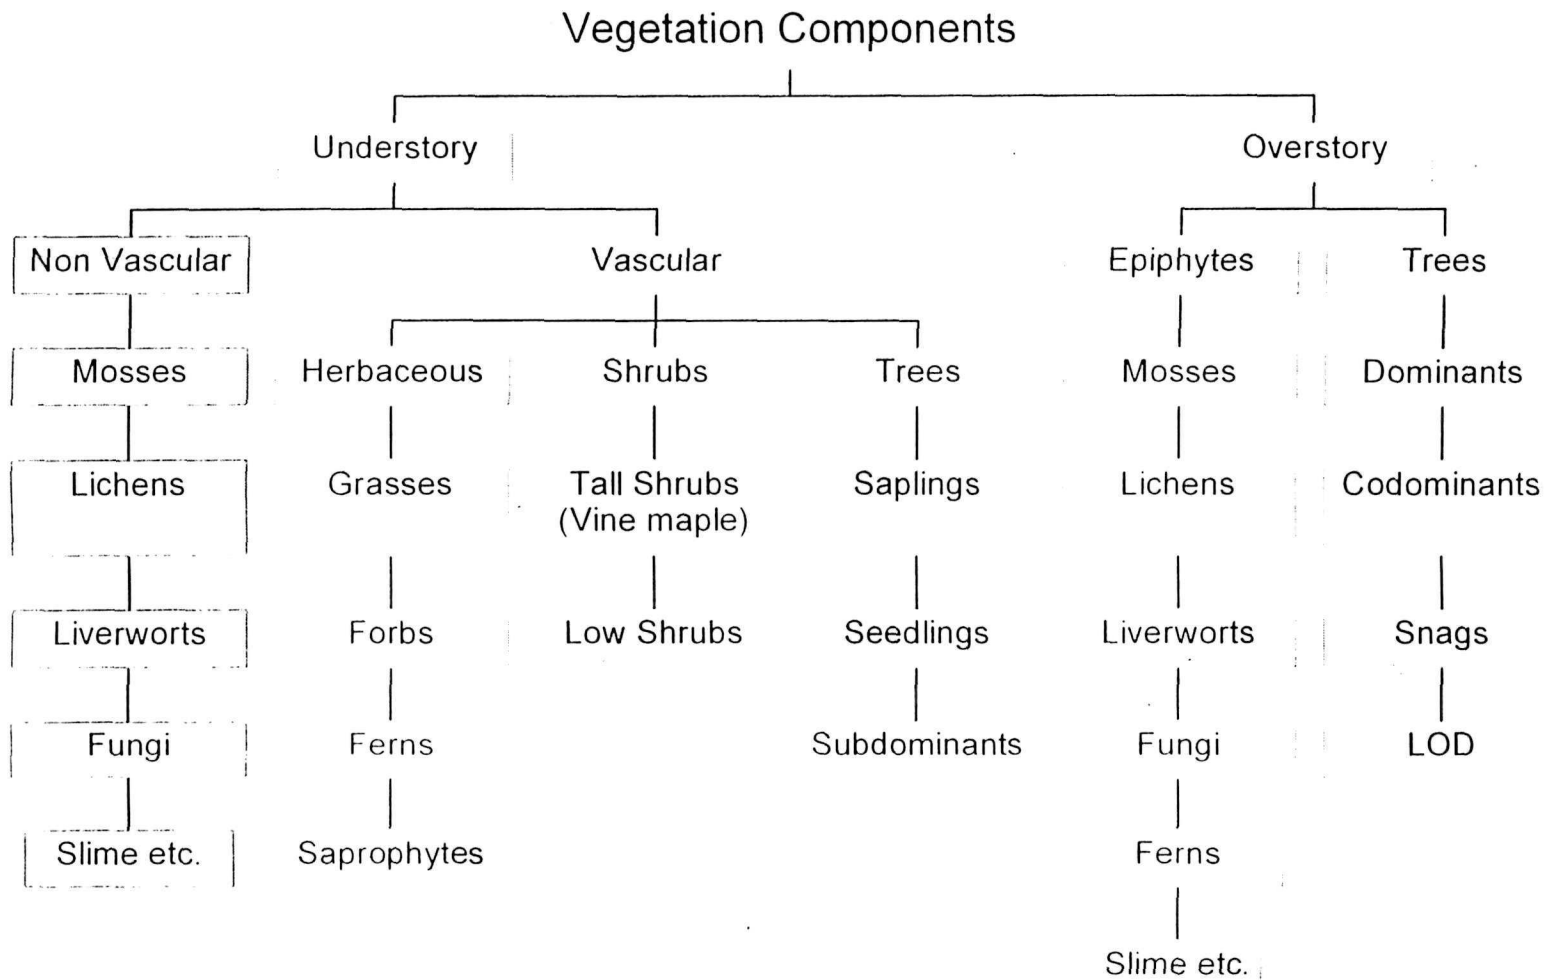 Vegetation Components
Understory
Overstory
Non Vascular
Vascular
Epiphytes
Trees
Mosses
Herbaceous
Shrubs
Trees
Mosses
Dominants
Lichens
Grasses
Tall Shrubs
(Vine maple)
Saplings
Lichens
Codominants
Liverworts
Forbs
Low Shrubs
Seedlings
Liverworts
Snags
Fungi
Ferns
Subdominants
Fungi
LOD
Slime etc.
Saprophytes
Ferns
Slime etc.